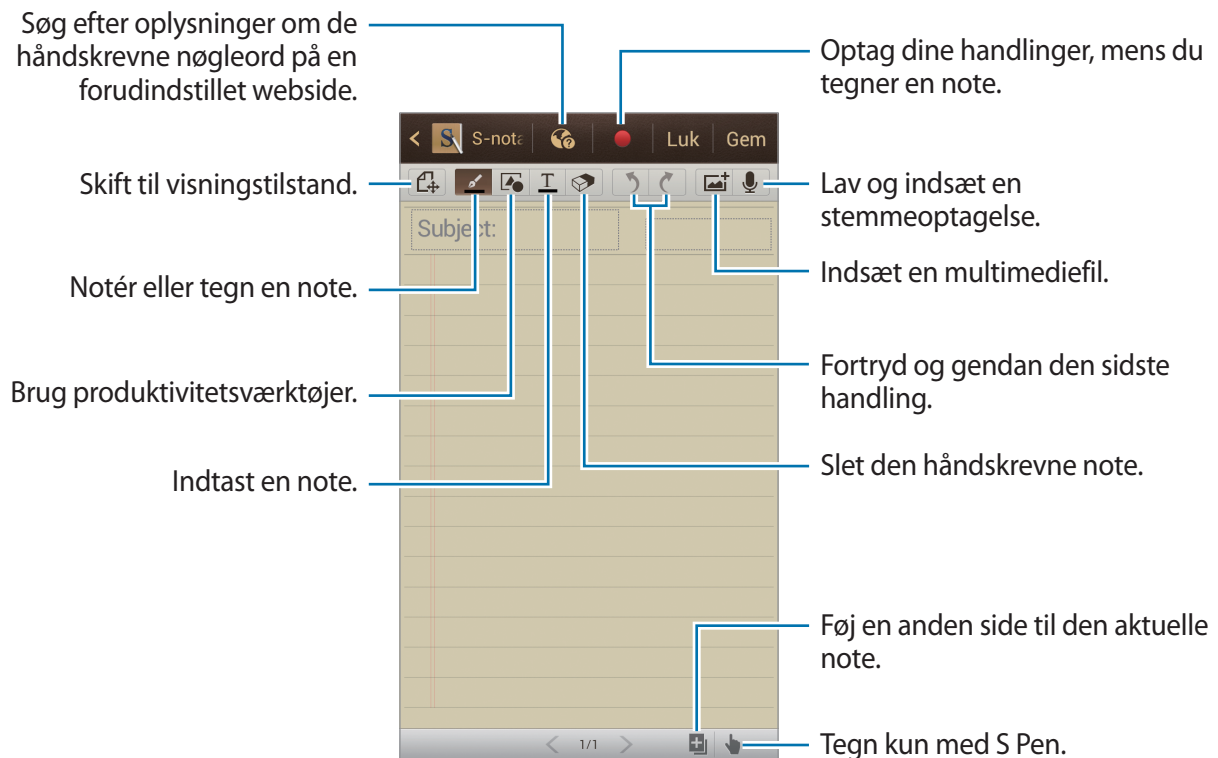 Søg efter oplysninger om de
håndskrevne nøgleord på en
forudindstillet webside.
Optag dine handlinger, mens du
tegner en note.
S-nota
Luk
Gem
Skift til visningstilstand.
Lav og indsæt en
stemmeoptagelse.
Subject:
Notér eller tegn en note.
Indsæt en multimediefil.
Fortryd og gendan den sidste
handling.
Brug produktivitetsværktøjer.
Slet den håndskrevne note.
Indtast en note.
Føj en anden side til den aktuelle
note.
1/1
Tegn kun med S Pen.